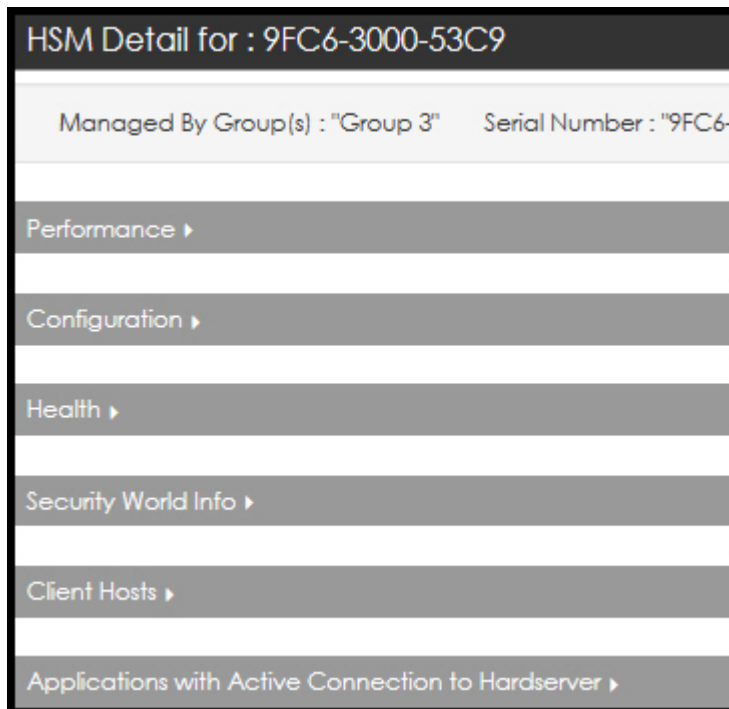 HSM Detail for : 9FC6-3000-53C9
Managed By Group(s) : "Group 3" Serial Number : "9FC6-
Performance
Configuration
Health
Security World Info
Client Hosts
Applications with Active Connection to Hardserver